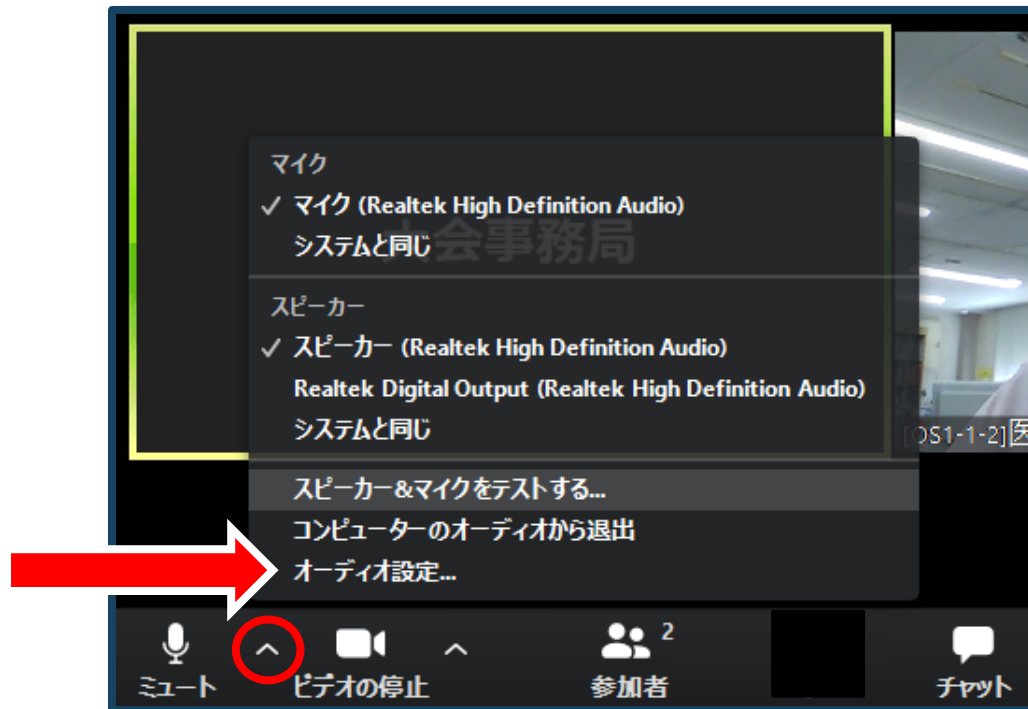 マイク
✓ マイク (Realtek High Definition Audio)
システムと同じ
大会事務局
スピーカー
✓ スピーカー (Realtek High Definition Audio)
Realtek Digital Output (Realtek High Definition Audio)
システムと同じ
[OS1-1-2]医
スピーカー&マイクをテストする...
コンピューターのオーディオから退出
オーディオ設定...
2
ミュート
ビデオの停止
参加者
チャット